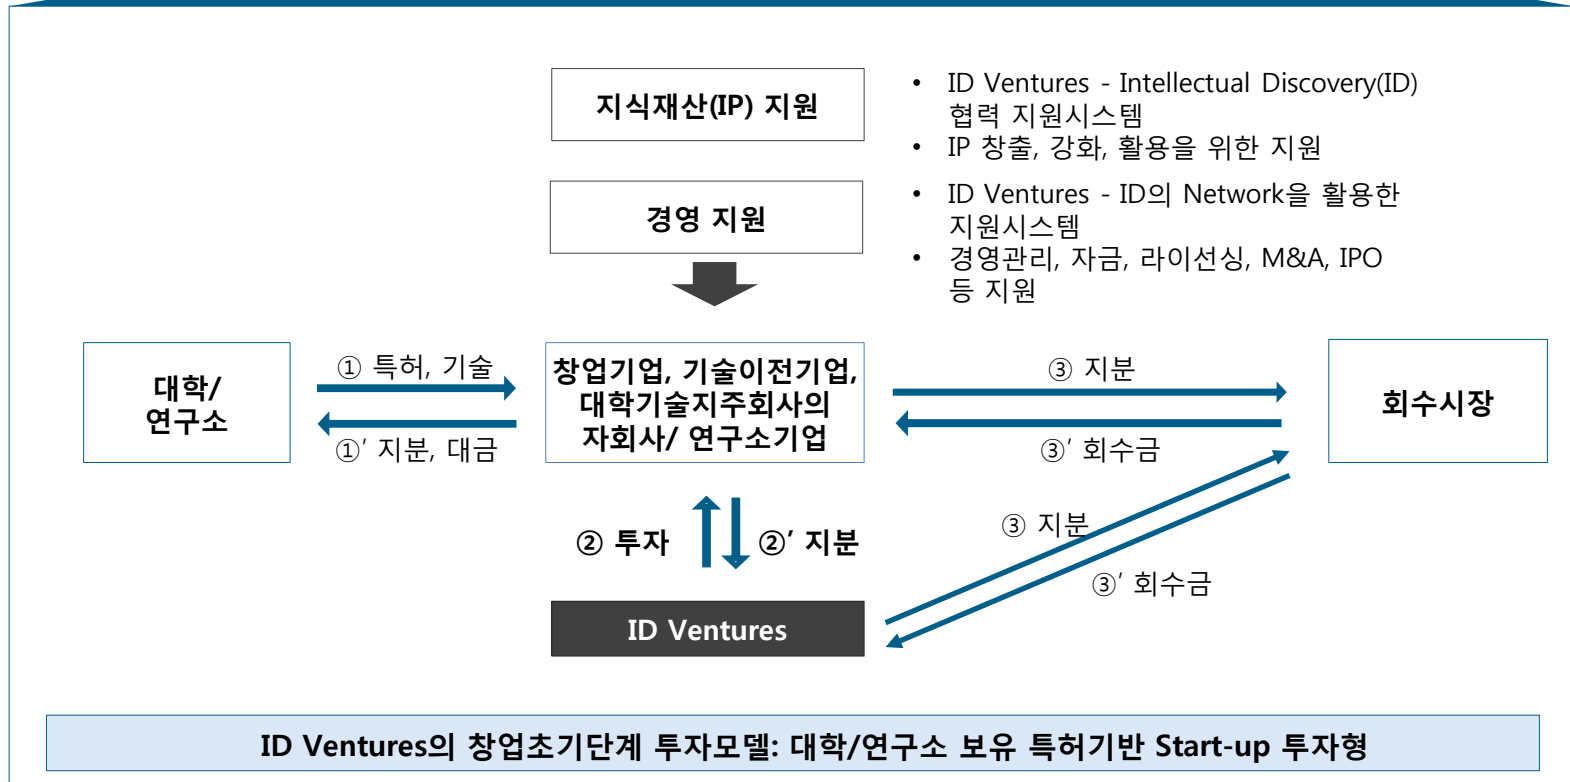 지식재산(IP) 지원
• ID Ventures - Intellectual Discovery(ID)
협력 지원시스템
• IP 창출, 강화, 활용을 위한 지원
경영 지원
• ID Ventures - ID의 Network을 활용한
지원시스템
• 경영관리, 자금, 라이선싱, M&A, IPO
등 지원
대학/
연구소
① 특허, 기술
①′ 지분, 대금
창업기업, 기술이전기업,
대학기술지주회사의
자회사/ 연구소기업
③ 지분
③′ 회수금
회수시장
② 투자
②′ 지분
③ 지분
③′ 회수금
ID Ventures
ID Ventures의 창업초기단계 투자모델: 대학/연구소 보유 특허기반 Start-up 투자형